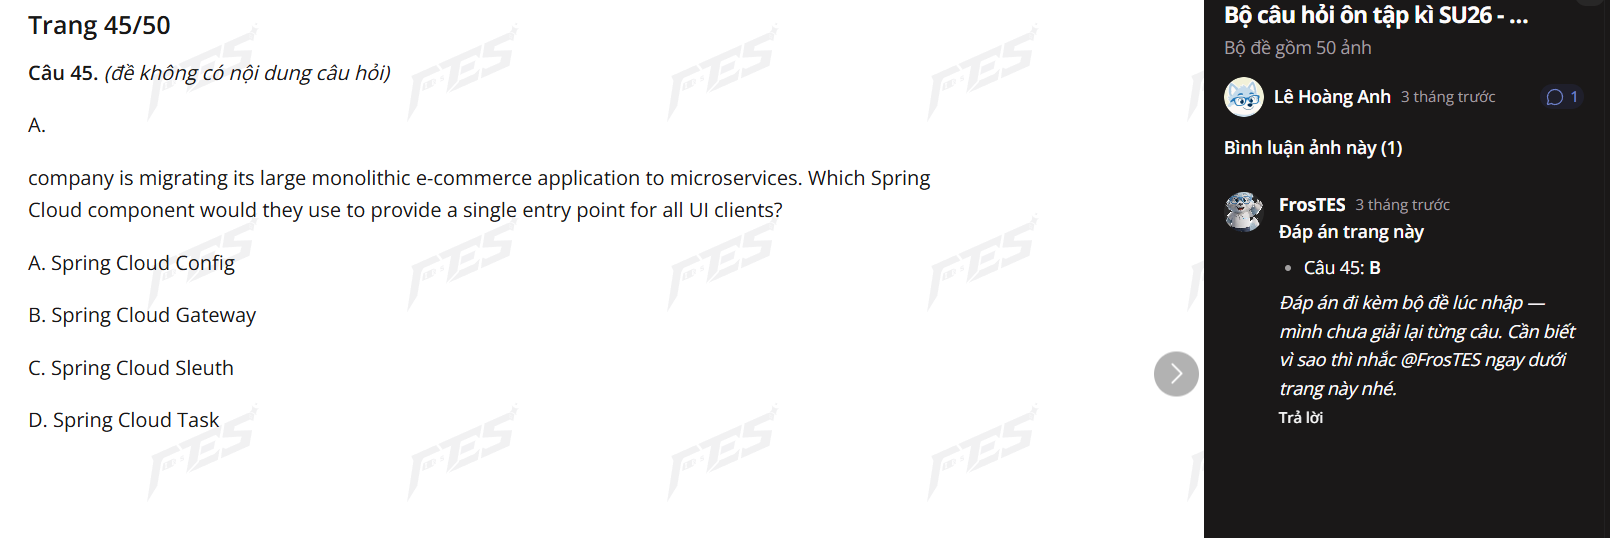 Trang 45/50
Câu 45. (đề không có nội dung câu hỏi)
A.
company is migrating its large monolithic e-commerce application to microservices. Which Spring
Cloud component would they use to provide a single entry point for all UI clients?
A. Spring Cloud Config
B. Spring Cloud Gateway
C. Spring Cloud Sleuth
D. Spring Cloud Task
Bộ câu hỏi ôn tập kì SU26 - ...
Bộ đề gồm 50 ảnh
Lê Hoàng Anh 3 tháng trước 1
Bình luận ảnh này (1)
FrosTES 3 tháng trước
Đáp án trang này
• Câu 45: B
Đáp án đi kèm bộ đề lúc nhập —
mình chưa giải lại từng câu. Cần biết
vì sao thì nhắc @FrosTES ngay dưới
trang này nhé.
Trả lời